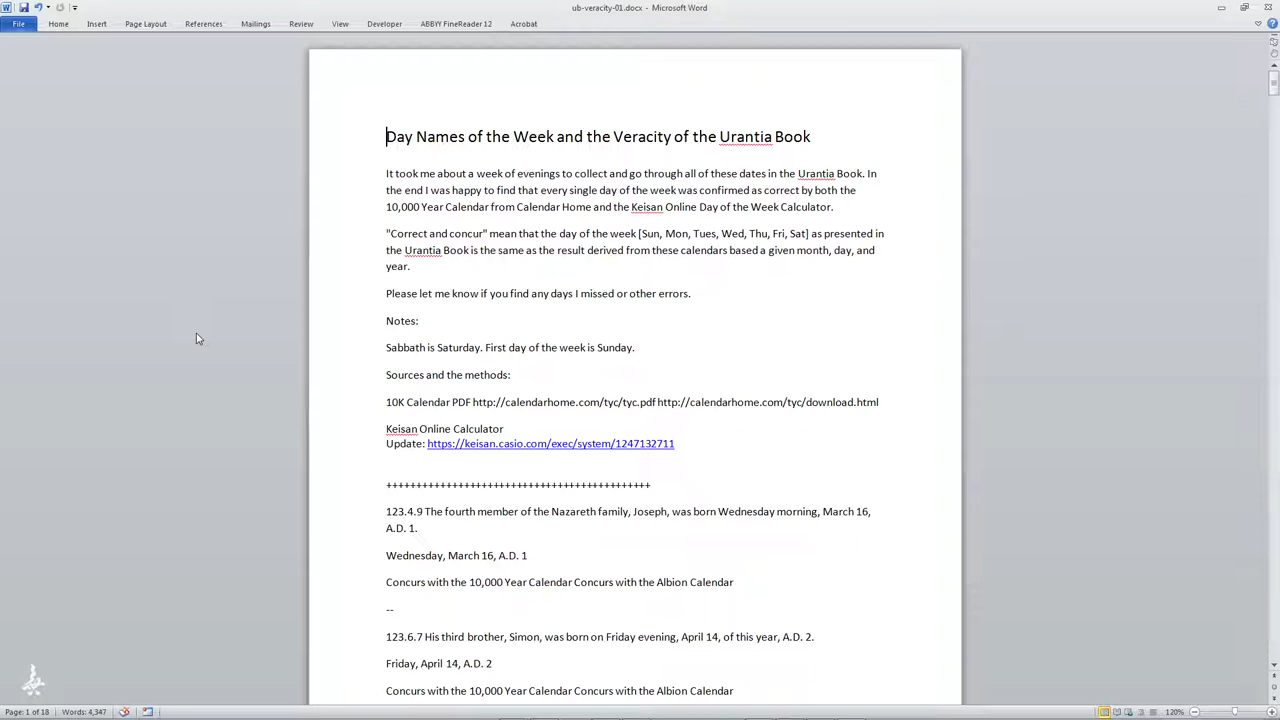 ub-veracity-01.docx - Microsoft Word
File Home Insert Page Layout References Mailings Review View Developer ABBYY FineReader 12 Acrobat
Day Names of the Week and the Veracity of the Urantia Book
It took me about a week of evenings to collect and go through all of these dates in the Urantia Book. In
the end I was happy to find that every single day of the week was confirmed as correct by both the
10,000 Year Calendar from Calendar Home and the Keisan Online Day of the Week Calculator.
"Correct and concur" mean that the day of the week [Sun, Mon, Tues, Wed, Thu, Fri, Sat] as presented in
the Urantia Book is the same as the result derived from these calendars based a given month, day, and
year.
Please let me know if you find any days I missed or other errors.
Notes:
Sabbath is Saturday. First day of the week is Sunday.
Sources and the methods:
10K Calendar PDF http://calendarhome.com/tyc/tyc.pdf http://calendarhome.com/tyc/download.html
Keisan Online Calculator
Update: https://keisan.casio.com/exec/system/1247132711
++++++++++++++++++++++++++++++++++++++++++++
123.4.9 The fourth member of the Nazareth family, Joseph, was born Wednesday morning, March 16,
A.D. 1.
Wednesday, March 16, A.D. 1
Concurs with the 10,000 Year Calendar Concurs with the Albion Calendar
--
123.6.7 His third brother, Simon, was born on Friday evening, April 14, of this year, A.D. 2.
Friday, April 14, A.D. 2
Concurs with the 10,000 Year Calendar Concurs with the Albion Calendar
Page: 1 of 18 Words: 4,347 120%